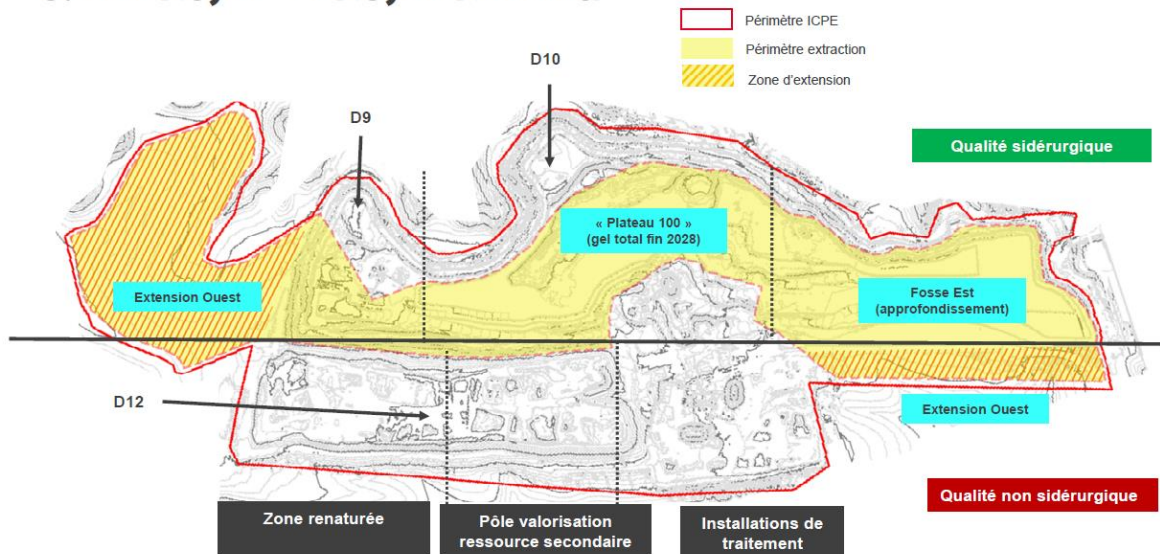 Périmètre ICPE
Périmètre extraction
Zone d'extension
D10
D9
Qualité sidérurgique
« Plateau 100 »
(gel total fin 2028)
Extension Ouest
Fosse Est
(approfondissement)
D12
Extension Ouest
Qualité non sidérurgique
Zone renaturée
Pôle valorisation
ressource secondaire
Installations de
traitement